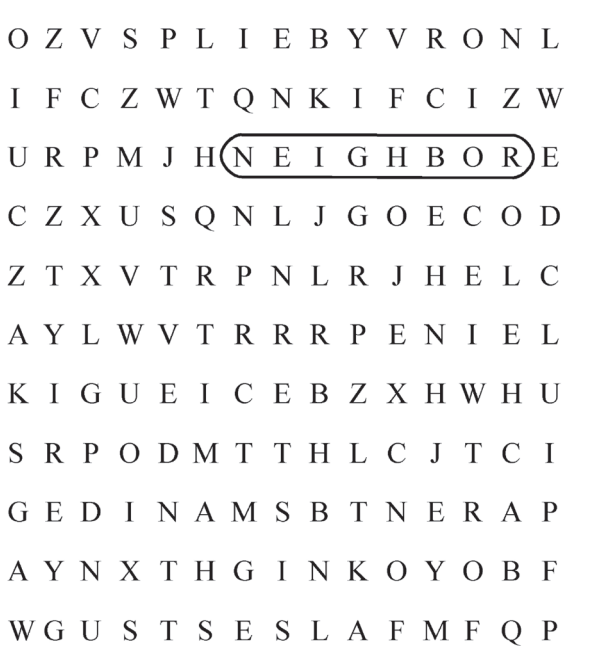 O Z V S P L I E B Y V R O N L
I F C Z W T Q N K I F C I Z W
U R P M J H N E I G H B O R E
C Z X U S Q N L J G O E C O D
Z T X V T R P N L R J H E L C
A Y L W V T R R R P E N I E L
K I G U E I C E B Z X H W H U
S R P O D M T T H L C J T C I
G E D I N A M S B T N E R A P
A Y N X T H G I N K O Y O B F
W G U S T S E S L A F M F Q P